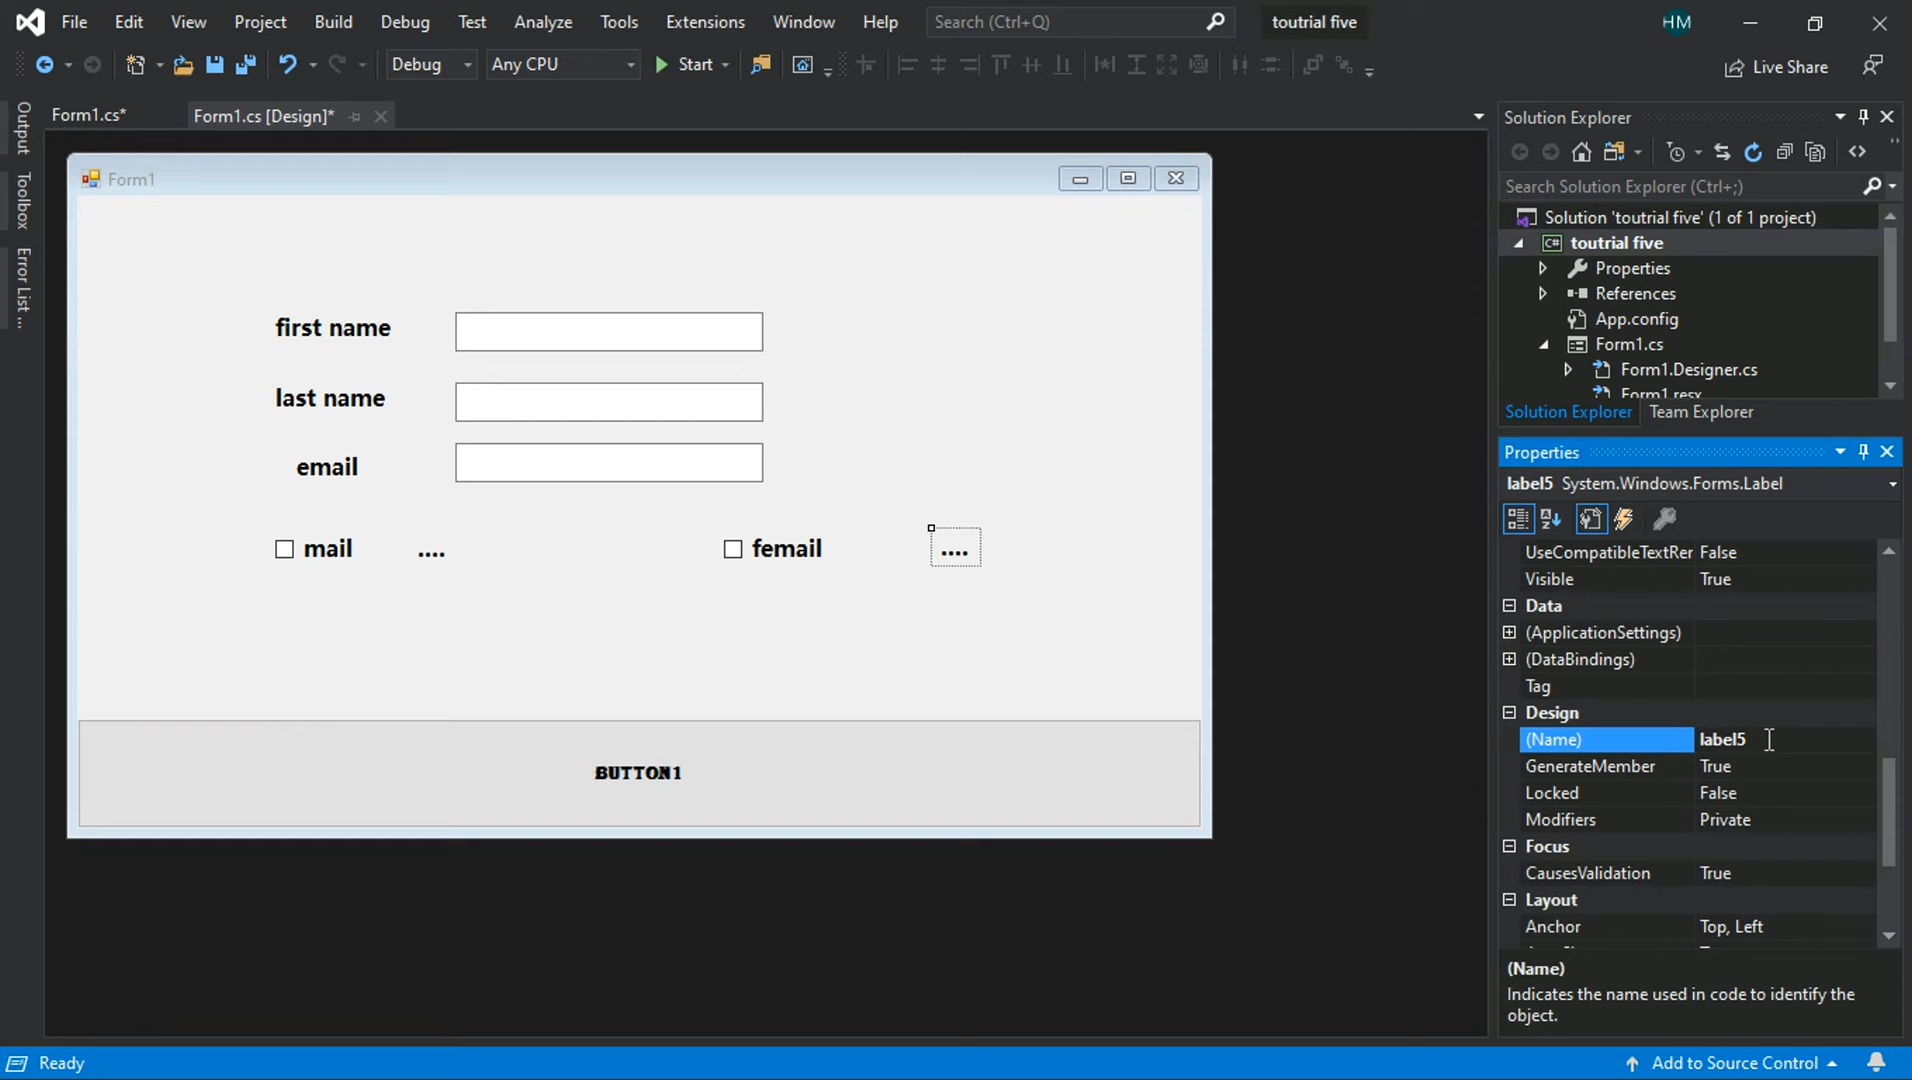 File Edit View Project Build Debug Test Analyze Tools Extensions Window Help Search (Ctrl+Q) toutrial five HM
Debug Any CPU Start Live Share
Output
Toolbox
Error List ...
Form1.cs* Form1.cs [Design]*
Form1
first name
last name
email
mail .... femail ....
BUTTON1
Solution Explorer
Search Solution Explorer (Ctrl+;)
Solution 'toutrial five' (1 of 1 project)
C# toutrial five
Properties
References
App.config
Form1.cs
Form1.Designer.cs
Form1.resx
Solution Explorer Team Explorer
Properties
label5 System.Windows.Forms.Label
UseCompatibleTextRer False
Visible True
Data
(ApplicationSettings)
(DataBindings)
Tag
Design
(Name) label5
GenerateMember True
Locked False
Modifiers Private
Focus
CausesValidation True
Layout
Anchor Top, Left
(Name)
Indicates the name used in code to identify the
object.
Ready Add to Source Control